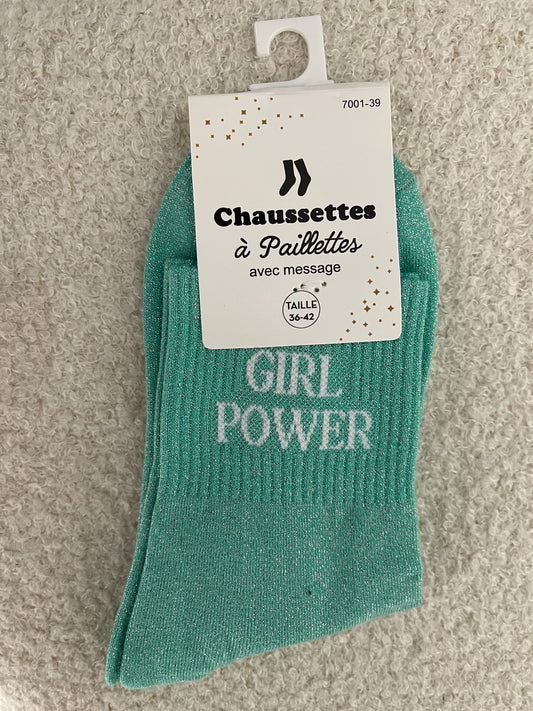 7001-39
Chaussettes
à Paillettes
avec message
TAILLE
36-42
GIRL
POWER